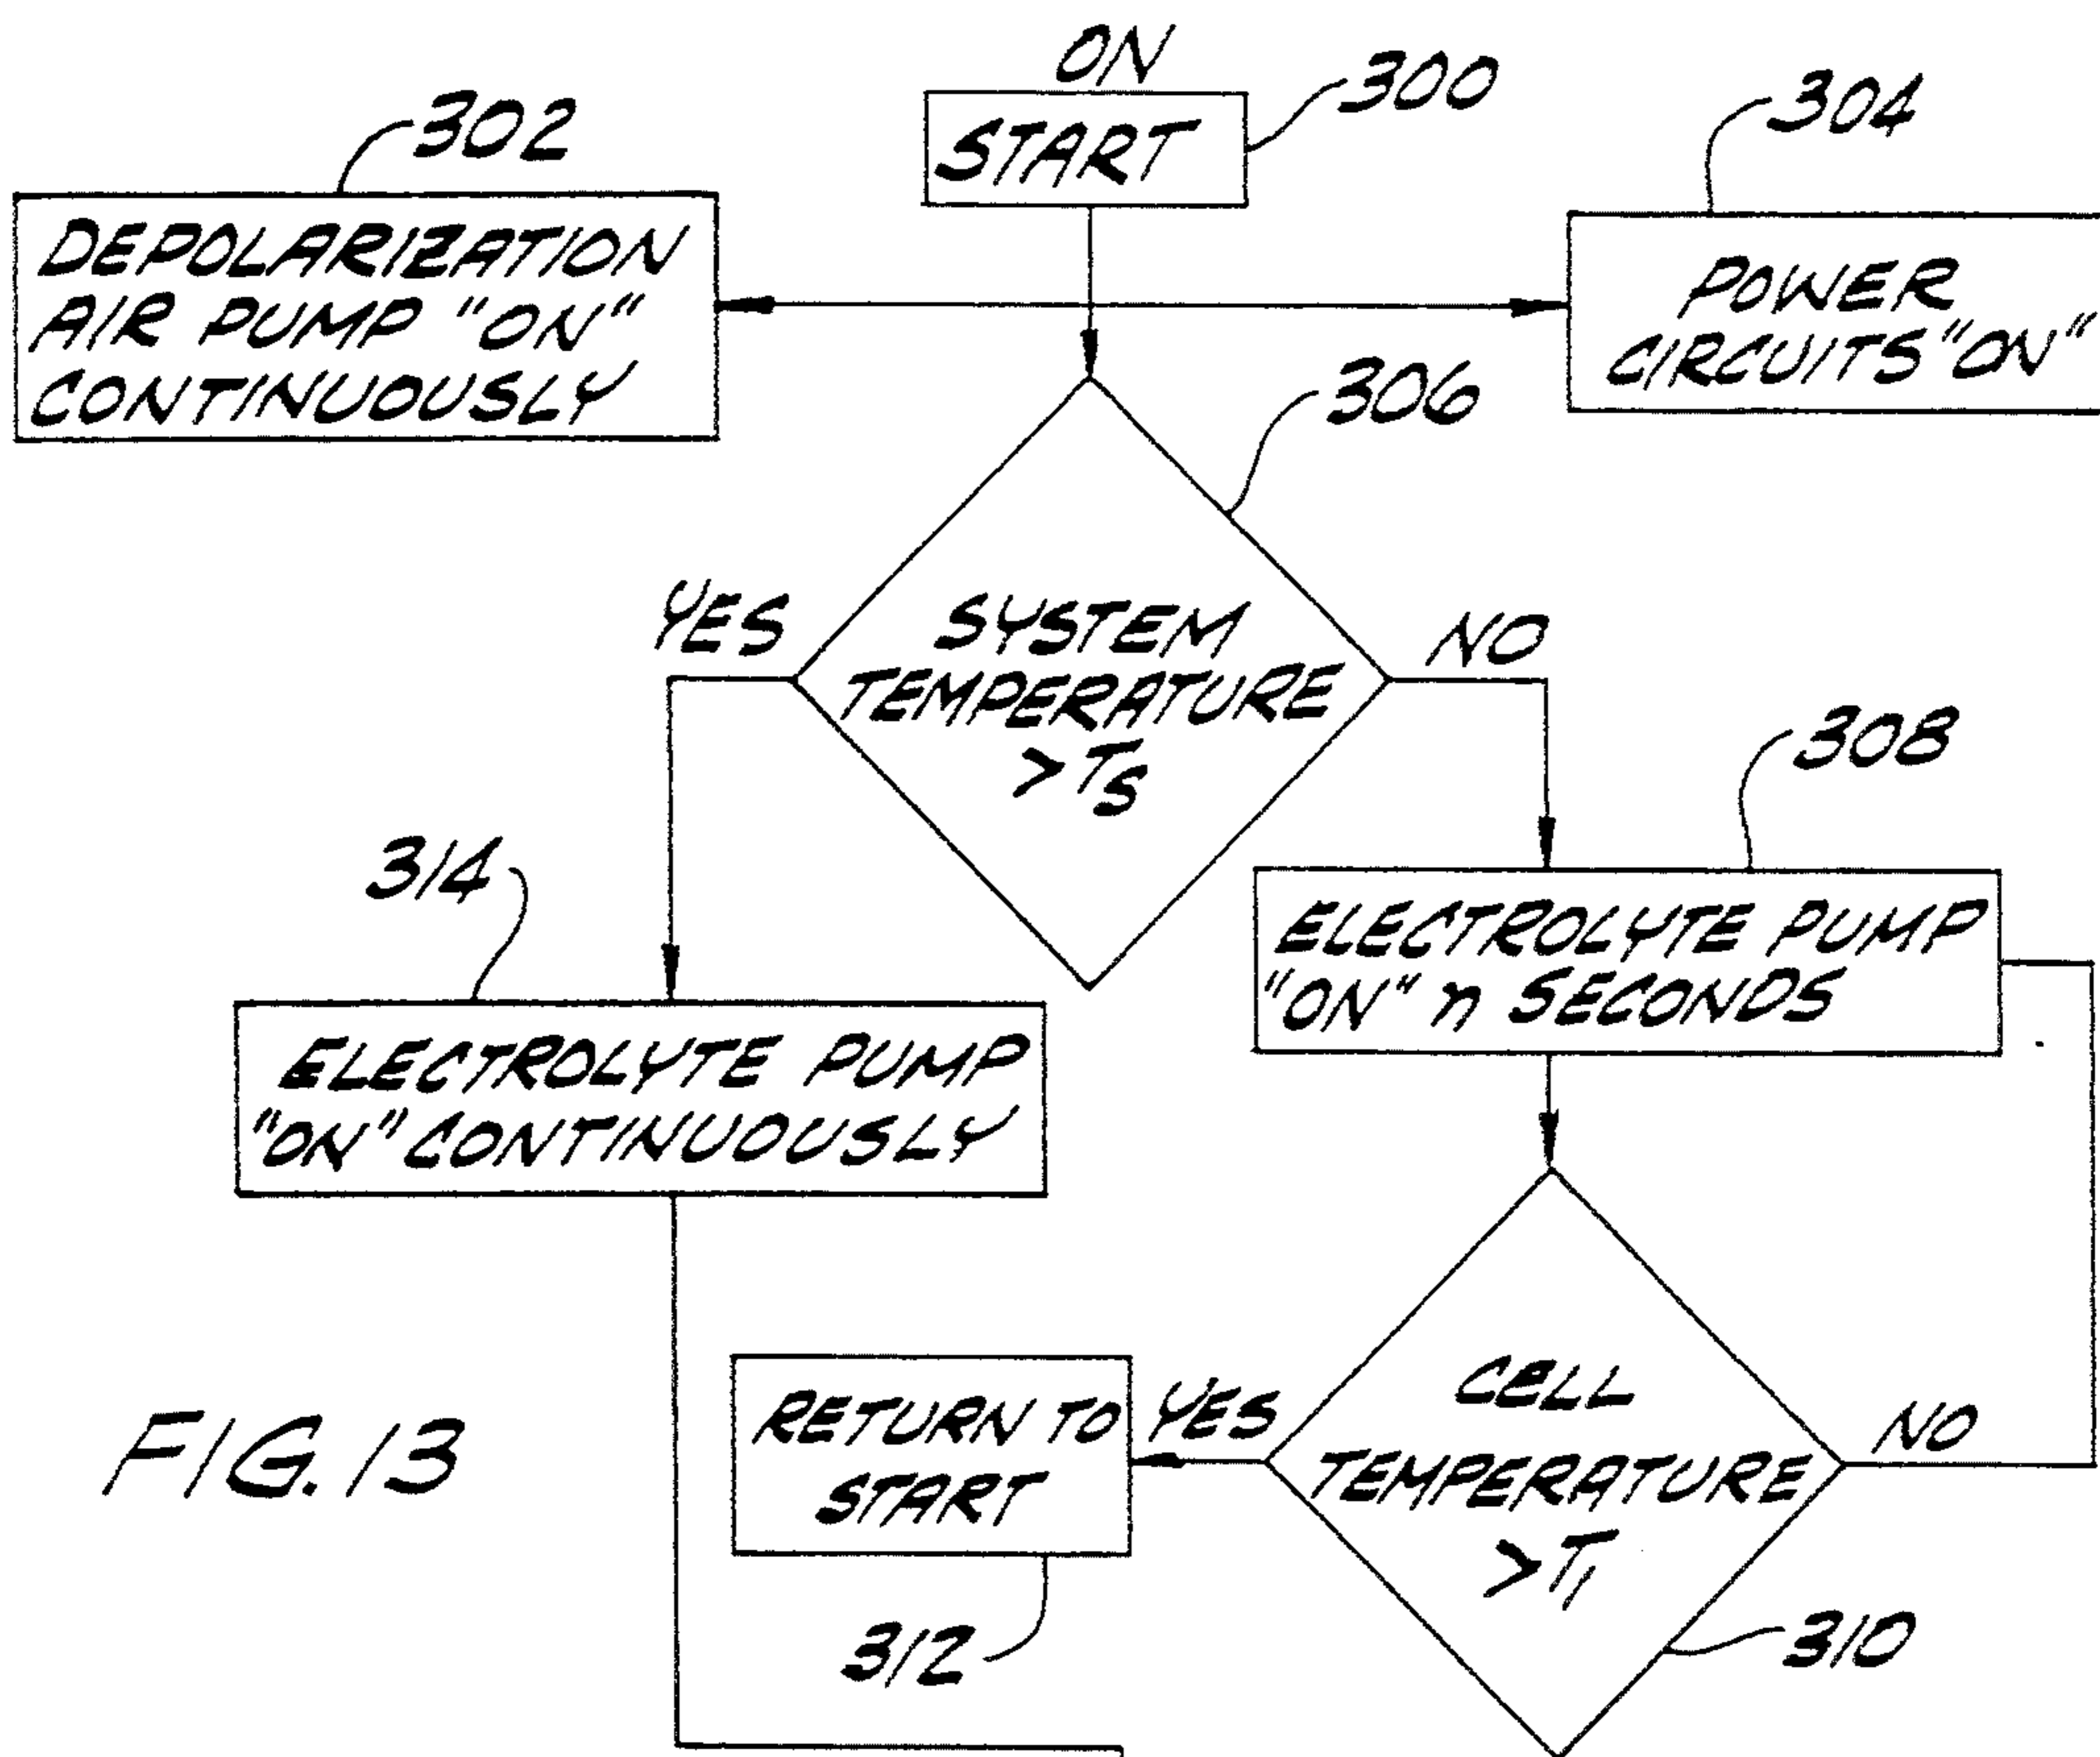 ON
START
300
302
304
DEPOLARIZATION
AIR PUMP "ON"
CONTINUOUSLY
POWER
CIRCUITS "ON"
306
YES
SYSTEM
TEMPERATURE
> TS
NO
308
314
ELECTROLYTE PUMP
"ON" n SECONDS
ELECTROLYTE PUMP
"ON" CONTINUOUSLY
RETURN TO
START
YES
CELL
TEMPERATURE
> T1
NO
FIG. 13
312
310